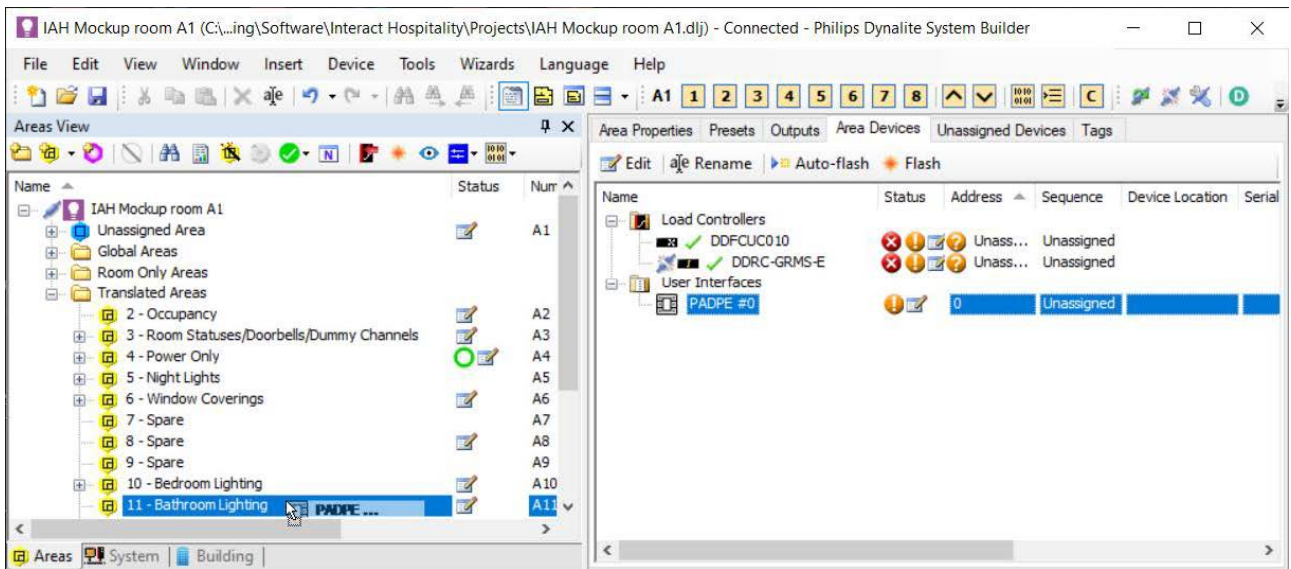 IAH Mockup room A1 (C:\...ing\Software\Interact Hospitality\Projects\IAH Mockup room A1.dlj) - Connected - Philips Dynalite System Builder
File Edit View Window Insert Device Tools Wizards Language Help
A1 1 2 3 4 5 6 7 8 C D
Areas View
Name Status Num
IAH Mockup room A1
Unassigned Area A1
Global Areas
Room Only Areas
Translated Areas
2 - Occupancy A2
3 - Room Statuses/Doorbells/Dummy Channels A3
4 - Power Only A4
5 - Night Lights A5
6 - Window Coverings A6
7 - Spare A7
8 - Spare A8
9 - Spare A9
10 - Bedroom Lighting A10
11 - Bathroom Lighting PADPE ... A11
Areas System Building
Area Properties Presets Outputs Area Devices Unassigned Devices Tags
Edit Rename Auto-flash Flash
Name Status Address Sequence Device Location Serial
Load Controllers
DDFCUC010 Unass... Unassigned
DDRC-GRMS-E Unass... Unassigned
User Interfaces
PADPE #0 0 Unassigned